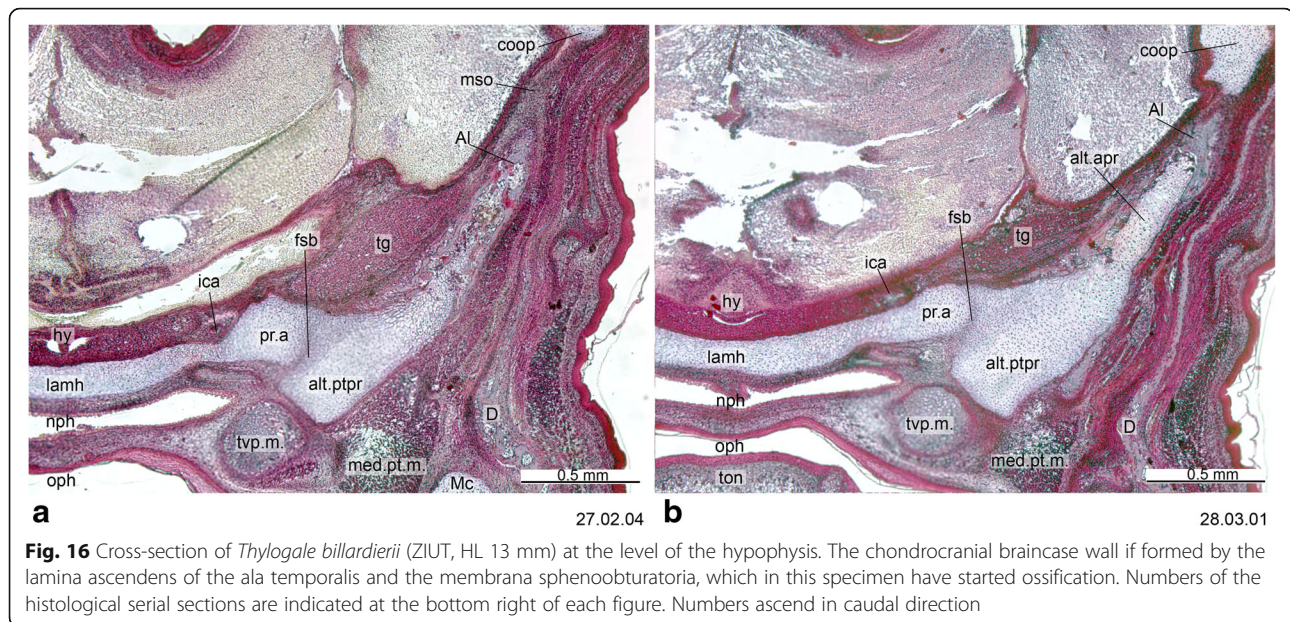 coop
mso
Al
fsb
tg
ica
hy
pr.a
lamh
alt.ptpr
nph
tvp.m.
D
med.pt.m.
oph
Mc
0.5 mm
a
27.02.04
coop
Al
alt.apr
fsb
tg
ica
hy
pr.a
lamh
alt.ptpr
nph
tvp.m.
D
oph
med.pt.m.
ton
0.5 mm
b
28.03.01
Fig. 16 Cross-section of Thylogale billardierii (ZIUT, HL 13 mm) at the level of the hypophysis. The chondrocranial braincase wall if formed by the
lamina ascendens of the ala temporalis and the membrana sphenoobturatoria, which in this specimen have started ossification. Numbers of the
histological serial sections are indicated at the bottom right of each figure. Numbers ascend in caudal direction